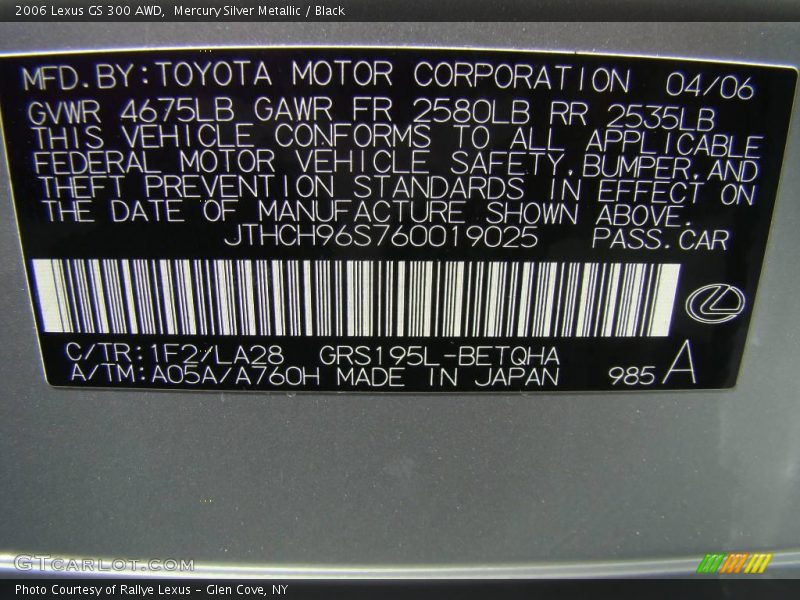 2006 Lexus GS 300 AWD, Mercury Silver Metallic / Black
MFD.BY:TOYOTA MOTOR CORPORATION 04/06
GVWR 4675LB GAWR FR 2580LB RR 2535LB
THIS VEHICLE CONFORMS TO ALL APPLICABLE
FEDERAL MOTOR VEHICLE SAFETY,BUMPER,AND
THEFT PREVENTION STANDARDS IN EFFECT ON
THE DATE OF MANUFACTURE SHOWN ABOVE.
JTHCH96S760019025 PASS.CAR
C/TR:1F2/LA28 GRS195L-BETQHA
A/TM:A05A/A760H MADE IN JAPAN 985 A
GTCARLOT.COM
Photo Courtesy of Rallye Lexus - Glen Cove, NY